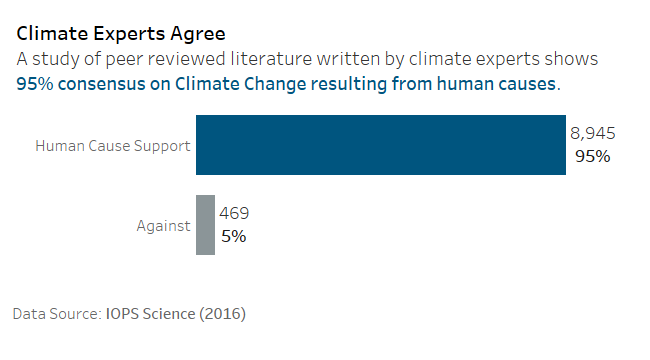 Climate Experts Agree
A study of peer reviewed literature written by climate experts shows
95% consensus on Climate Change resulting from human causes.
Human Cause Support
8,945
95%
Against
469
5%
Data Source: IOPS Science (2016)